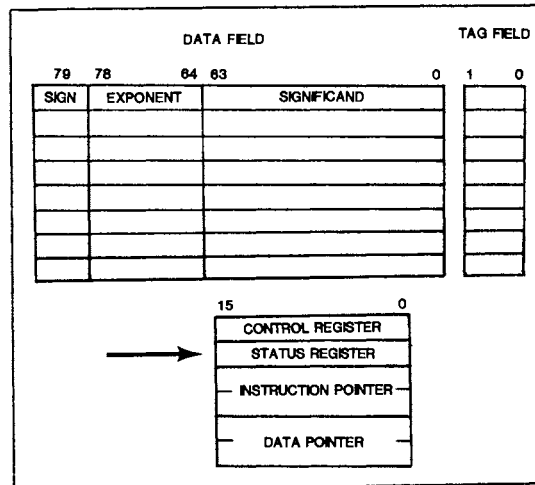 DATA FIELD TAG FIELD
79 78 64 63 0 1 0
SIGN EXPONENT SIGNIFICAND
15 0
CONTROL REGISTER
STATUS REGISTER
INSTRUCTION POINTER
DATA POINTER